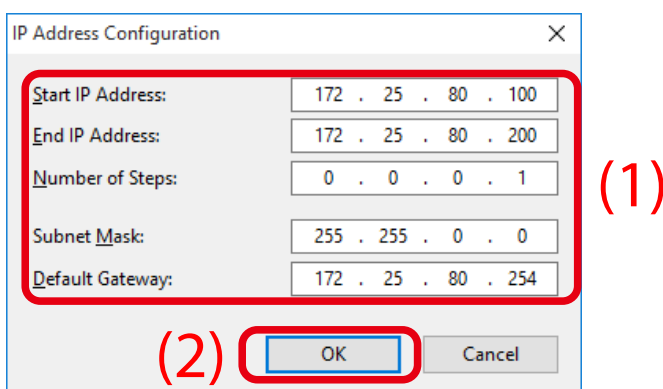 IP Address Configuration
Start IP Address: 172 . 25 . 80 . 100
End IP Address: 172 . 25 . 80 . 200
Number of Steps: 0 . 0 . 0 . 1
(1)
Subnet Mask: 255 . 255 . 0 . 0
Default Gateway: 172 . 25 . 80 . 254
(2) OK Cancel